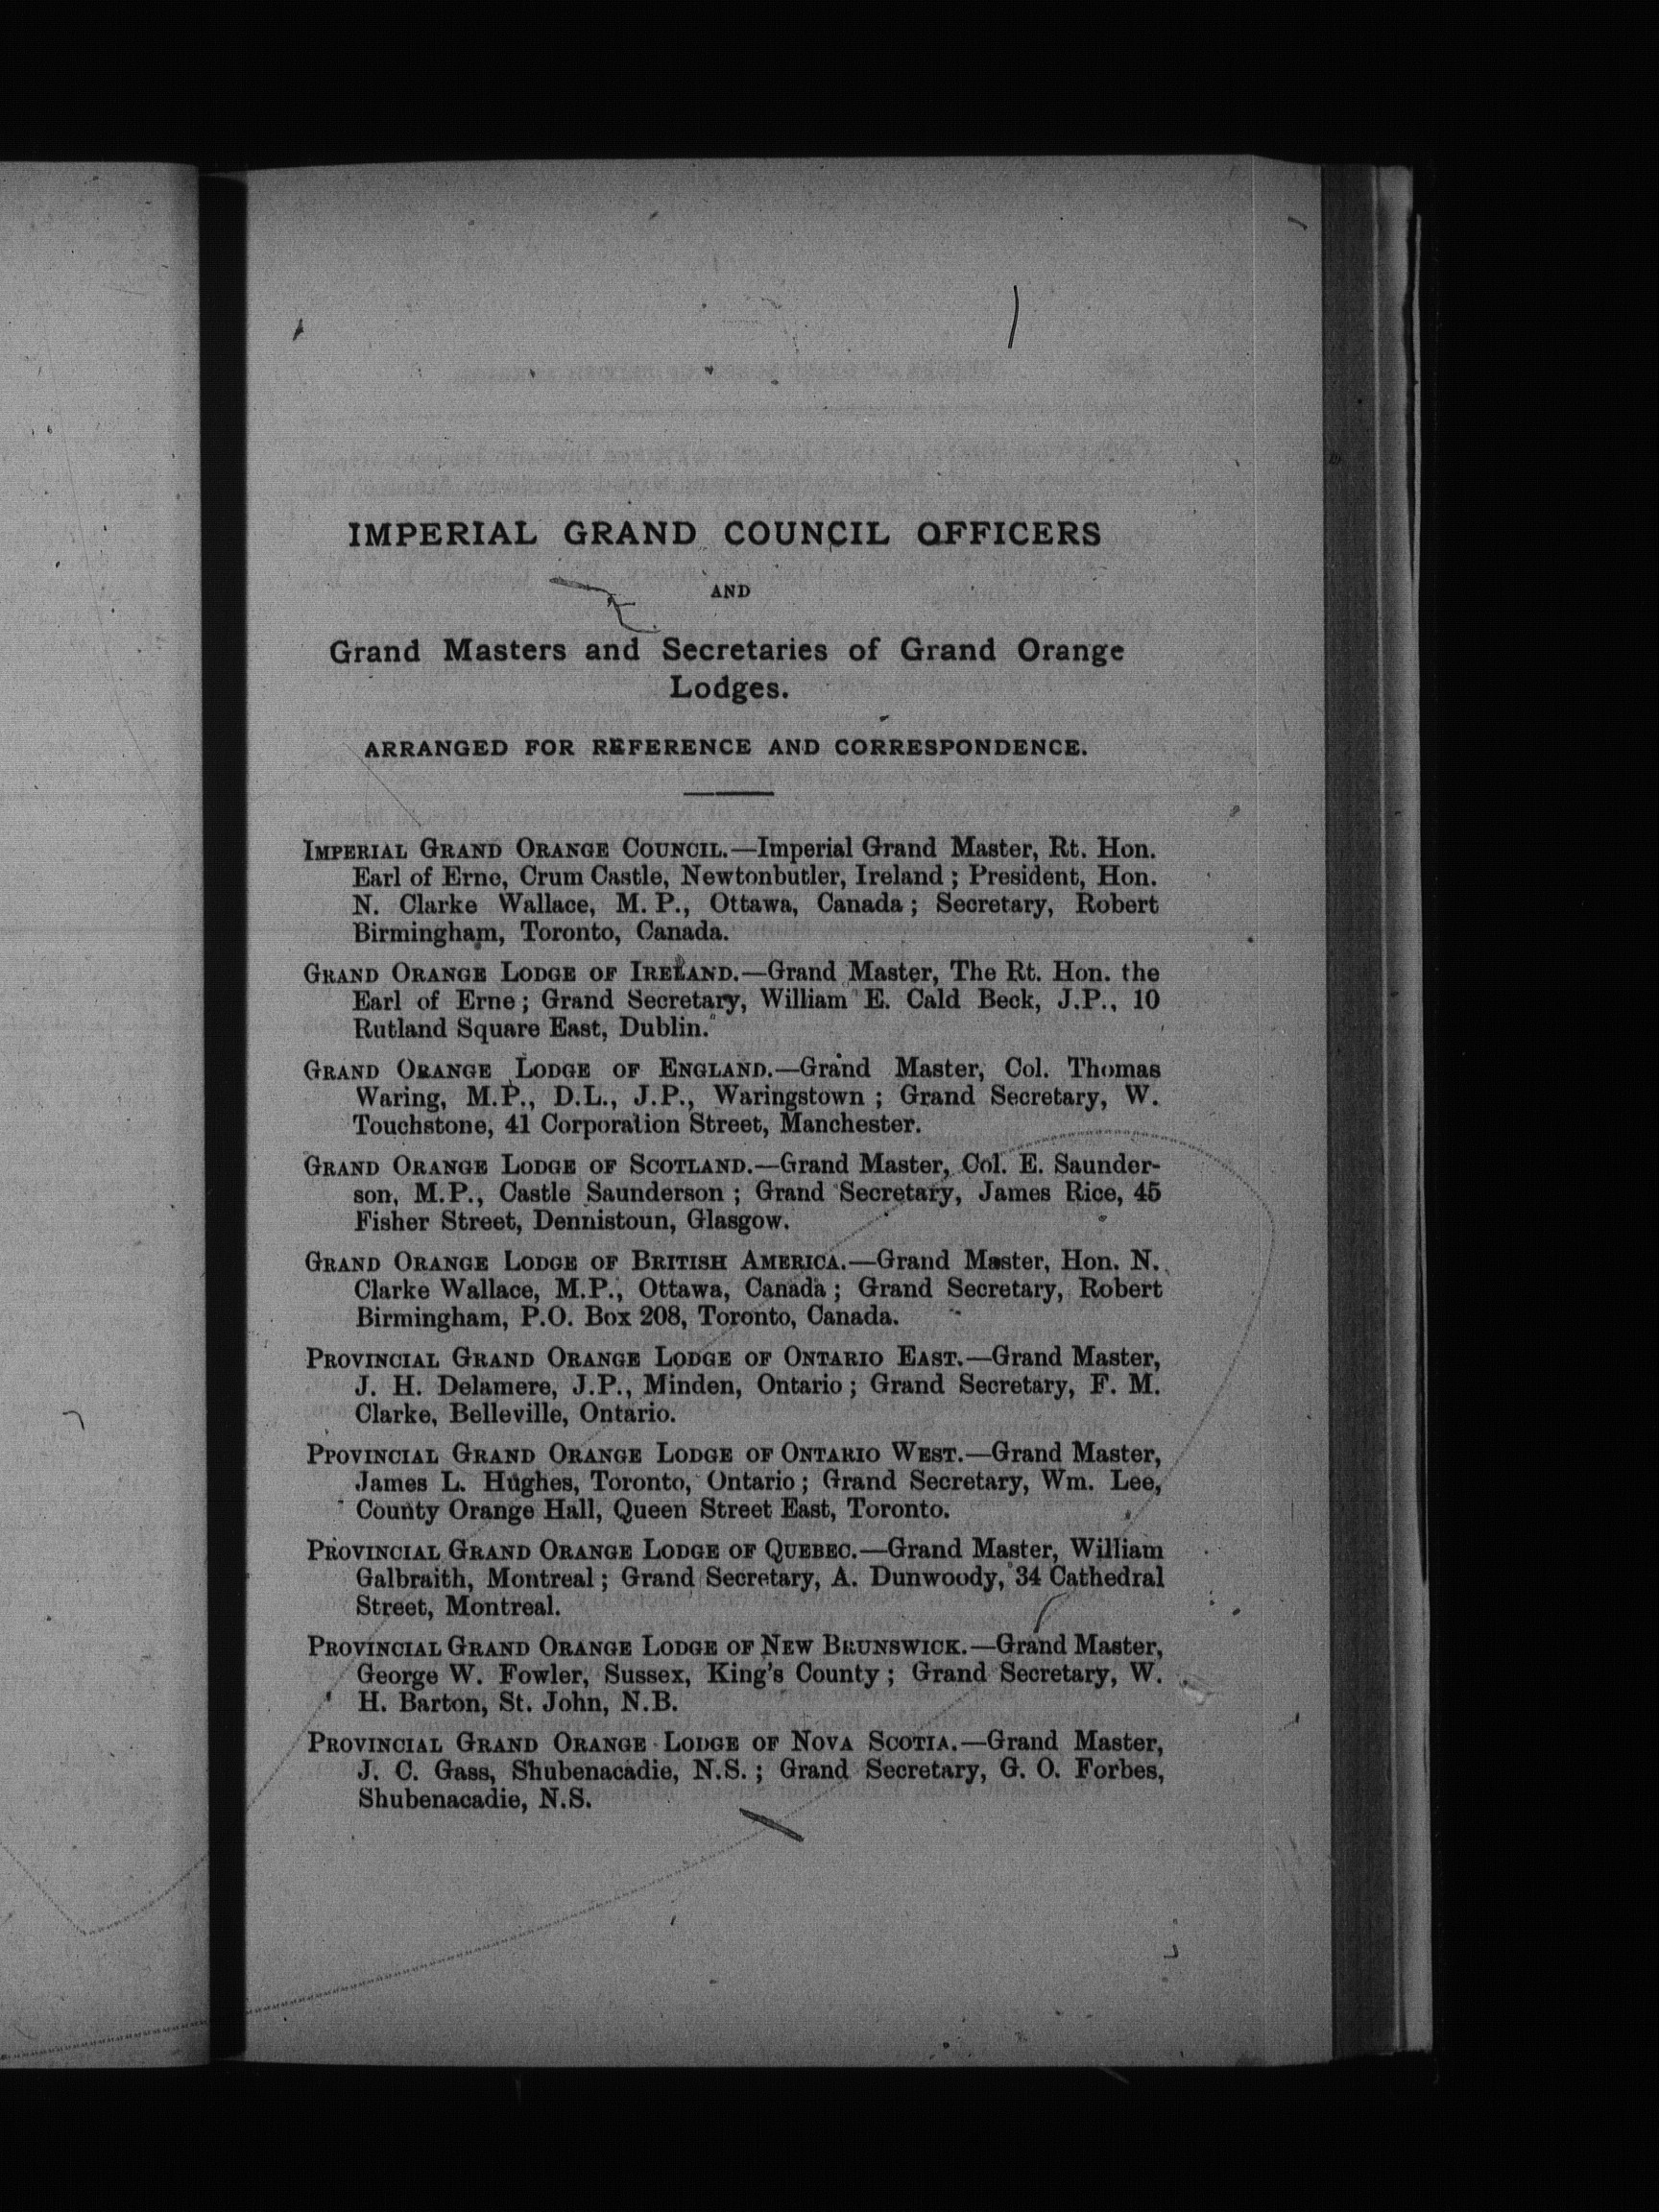 IMPERIAL GRAND COUNCIL OFFICERS
AND
Grand Masters and Secretaries of Grand Orange
Lodges.
ARRANGED FOR REFERENCE AND CORRESPONDENCE.
IMPERIAL GRAND ORANGE COUNCIL.—Imperial Grand Master, Rt. Hon.
Earl of Erne, Crum Castle, Newtonbutler, Ireland; President, Hon.
N. Clarke Wallace, M. P., Ottawa, Canada; Secretary, Robert
Birmingham, Toronto, Canada.
GRAND ORANGE LODGE OF IRELAND.—Grand Master, The Rt. Hon. the
Earl of Erne; Grand Secretary, William E. Cald Beck, J.P., 10
Rutland Square East, Dublin.
GRAND ORANGE LODGE OF ENGLAND.—Grand Master, Col. Thomas
Waring, M.P., D.L., J.P., Waringstown; Grand Secretary, W.
Touchstone, 41 Corporation Street, Manchester.
GRAND ORANGE LODGE OF SCOTLAND.—Grand Master, Col. E. Saunder-
son, M.P., Castle Saunderson; Grand Secretary, James Rice, 45
Fisher Street, Dennistoun, Glasgow.
GRAND ORANGE LODGE OF BRITISH AMERICA.—Grand Master, Hon. N.
Clarke Wallace, M.P., Ottawa, Canada; Grand Secretary, Robert
Birmingham, P.O. Box 208, Toronto, Canada.
PROVINCIAL GRAND ORANGE LODGE OF ONTARIO EAST.—Grand Master,
J. H. Delamere, J.P., Minden, Ontario; Grand Secretary, F. M.
Clarke, Belleville, Ontario.
PPOVINCIAL GRAND ORANGE LODGE OF ONTARIO WEST.—Grand Master,
James L. Hughes, Toronto, Ontario; Grand Secretary, Wm. Lee,
County Orange Hall, Queen Street East, Toronto.
PROVINCIAL GRAND ORANGE LODGE OF QUEBEC.—Grand Master, William
Galbraith, Montreal; Grand Secretary, A. Dunwoody, 34 Cathedral
Street, Montreal.
PROVINCIAL GRAND ORANGE LODGE OF NEW BRUNSWICK.—Grand Master,
George W. Fowler, Sussex, King's County; Grand Secretary, W.
H. Barton, St. John, N.B.
PROVINCIAL GRAND ORANGE LODGE OF NOVA SCOTIA.—Grand Master,
J. C. Gass, Shubenacadie, N.S.; Grand Secretary, G. O. Forbes,
Shubenacadie, N.S.